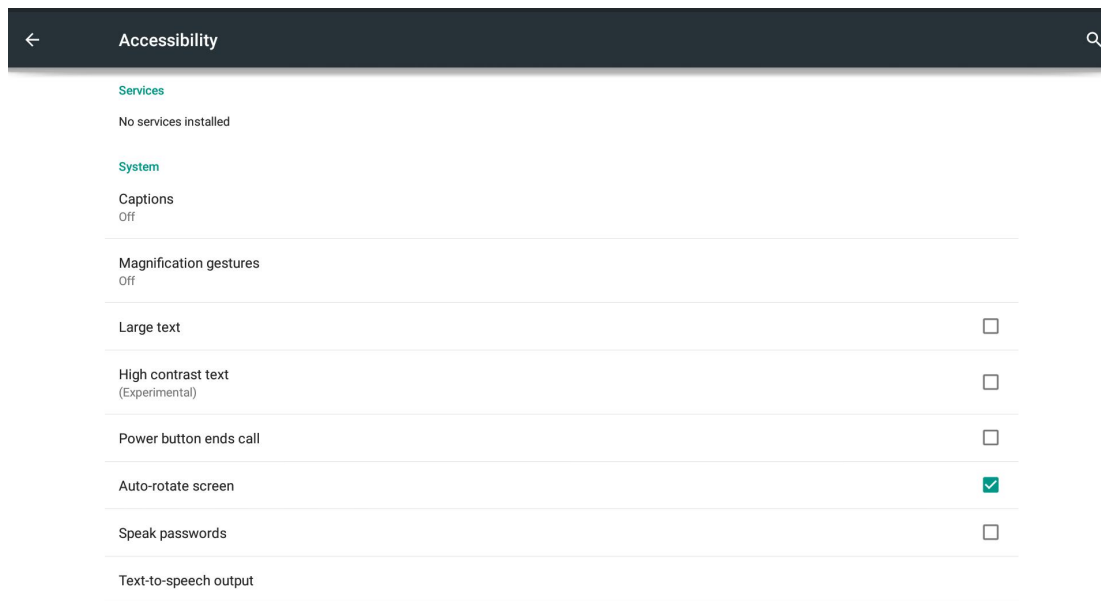 Accessibility
Services
No services installed
System
Captions
Off
Magnification gestures
Off
Large text
High contrast text
(Experimental)
Power button ends call
Auto-rotate screen
Speak passwords
Text-to-speech output